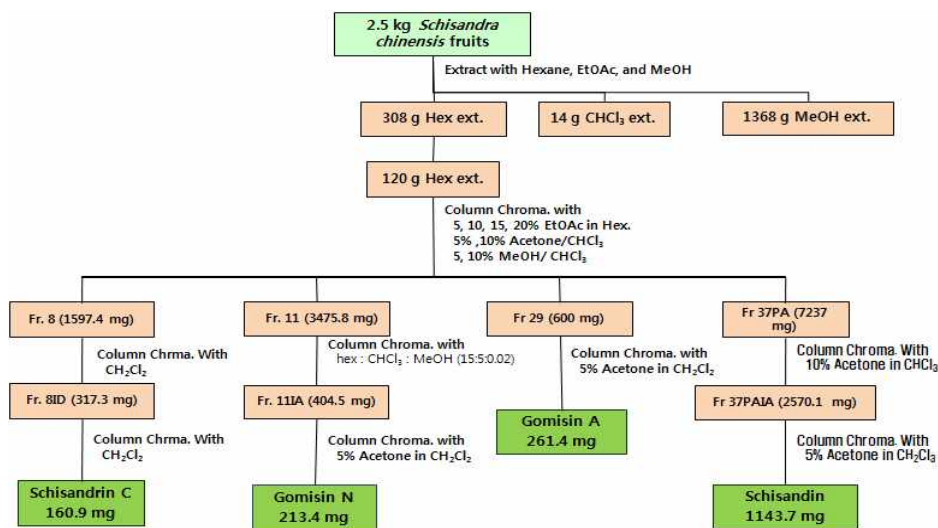 2.5 kg Schisandra
chinensis fruits
Extract with Hexane, EtOAc, and MeOH
308 g Hex ext.
14 g CHCl₃ ext.
1368 g MeOH ext.
120 g Hex ext.
Column Chroma. with
5, 10, 15, 20% EtOAc in Hex.
5% ,10% Acetone/CHCl₃
5, 10% MeOH/ CHCl₃
Fr. 8 (1597.4 mg)
Fr. 11 (3475.8 mg)
Fr 29 (600 mg)
Fr 37PA (7237
mg)
Column Chrma. With
CH₂Cl₂
Column Chroma. with
hex : CHCl₃ : MeOH (15:5:0.02)
Column Chroma. with
5% Acetone in CH₂Cl₂
Column Chroma. With
10% Acetone in CHCl₃
Fr. 8ID (317.3 mg)
Fr. 11IA (404.5 mg)
Gomisin A
261.4 mg
Fr 37PAIA (2570.1 mg)
Column Chrma. With
CH₂Cl₂
Column Chroma. with
5% Acetone in CH₂Cl₂
Column Chroma. With
5% Acetone in CH₂Cl₃
Schisandrin C
160.9 mg
Gomisin N
213.4 mg
Schisandin
1143.7 mg